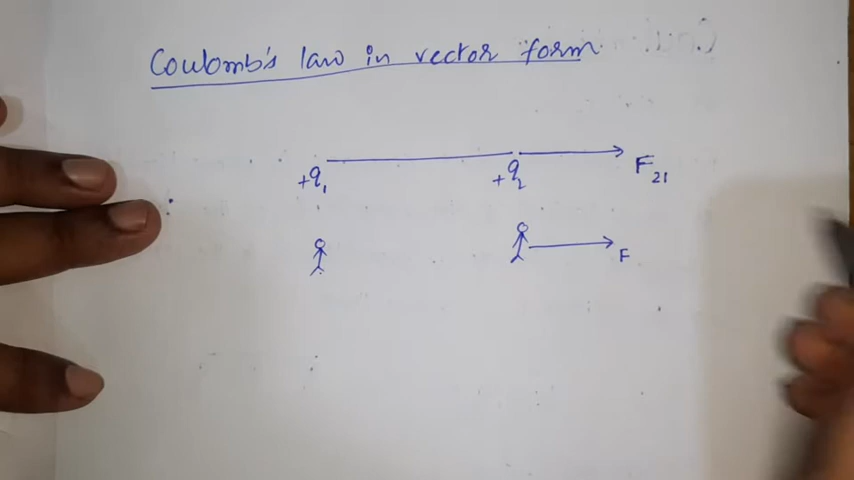 Coulomb's law in vector form
+q₁ +q₂ F₂₁
F